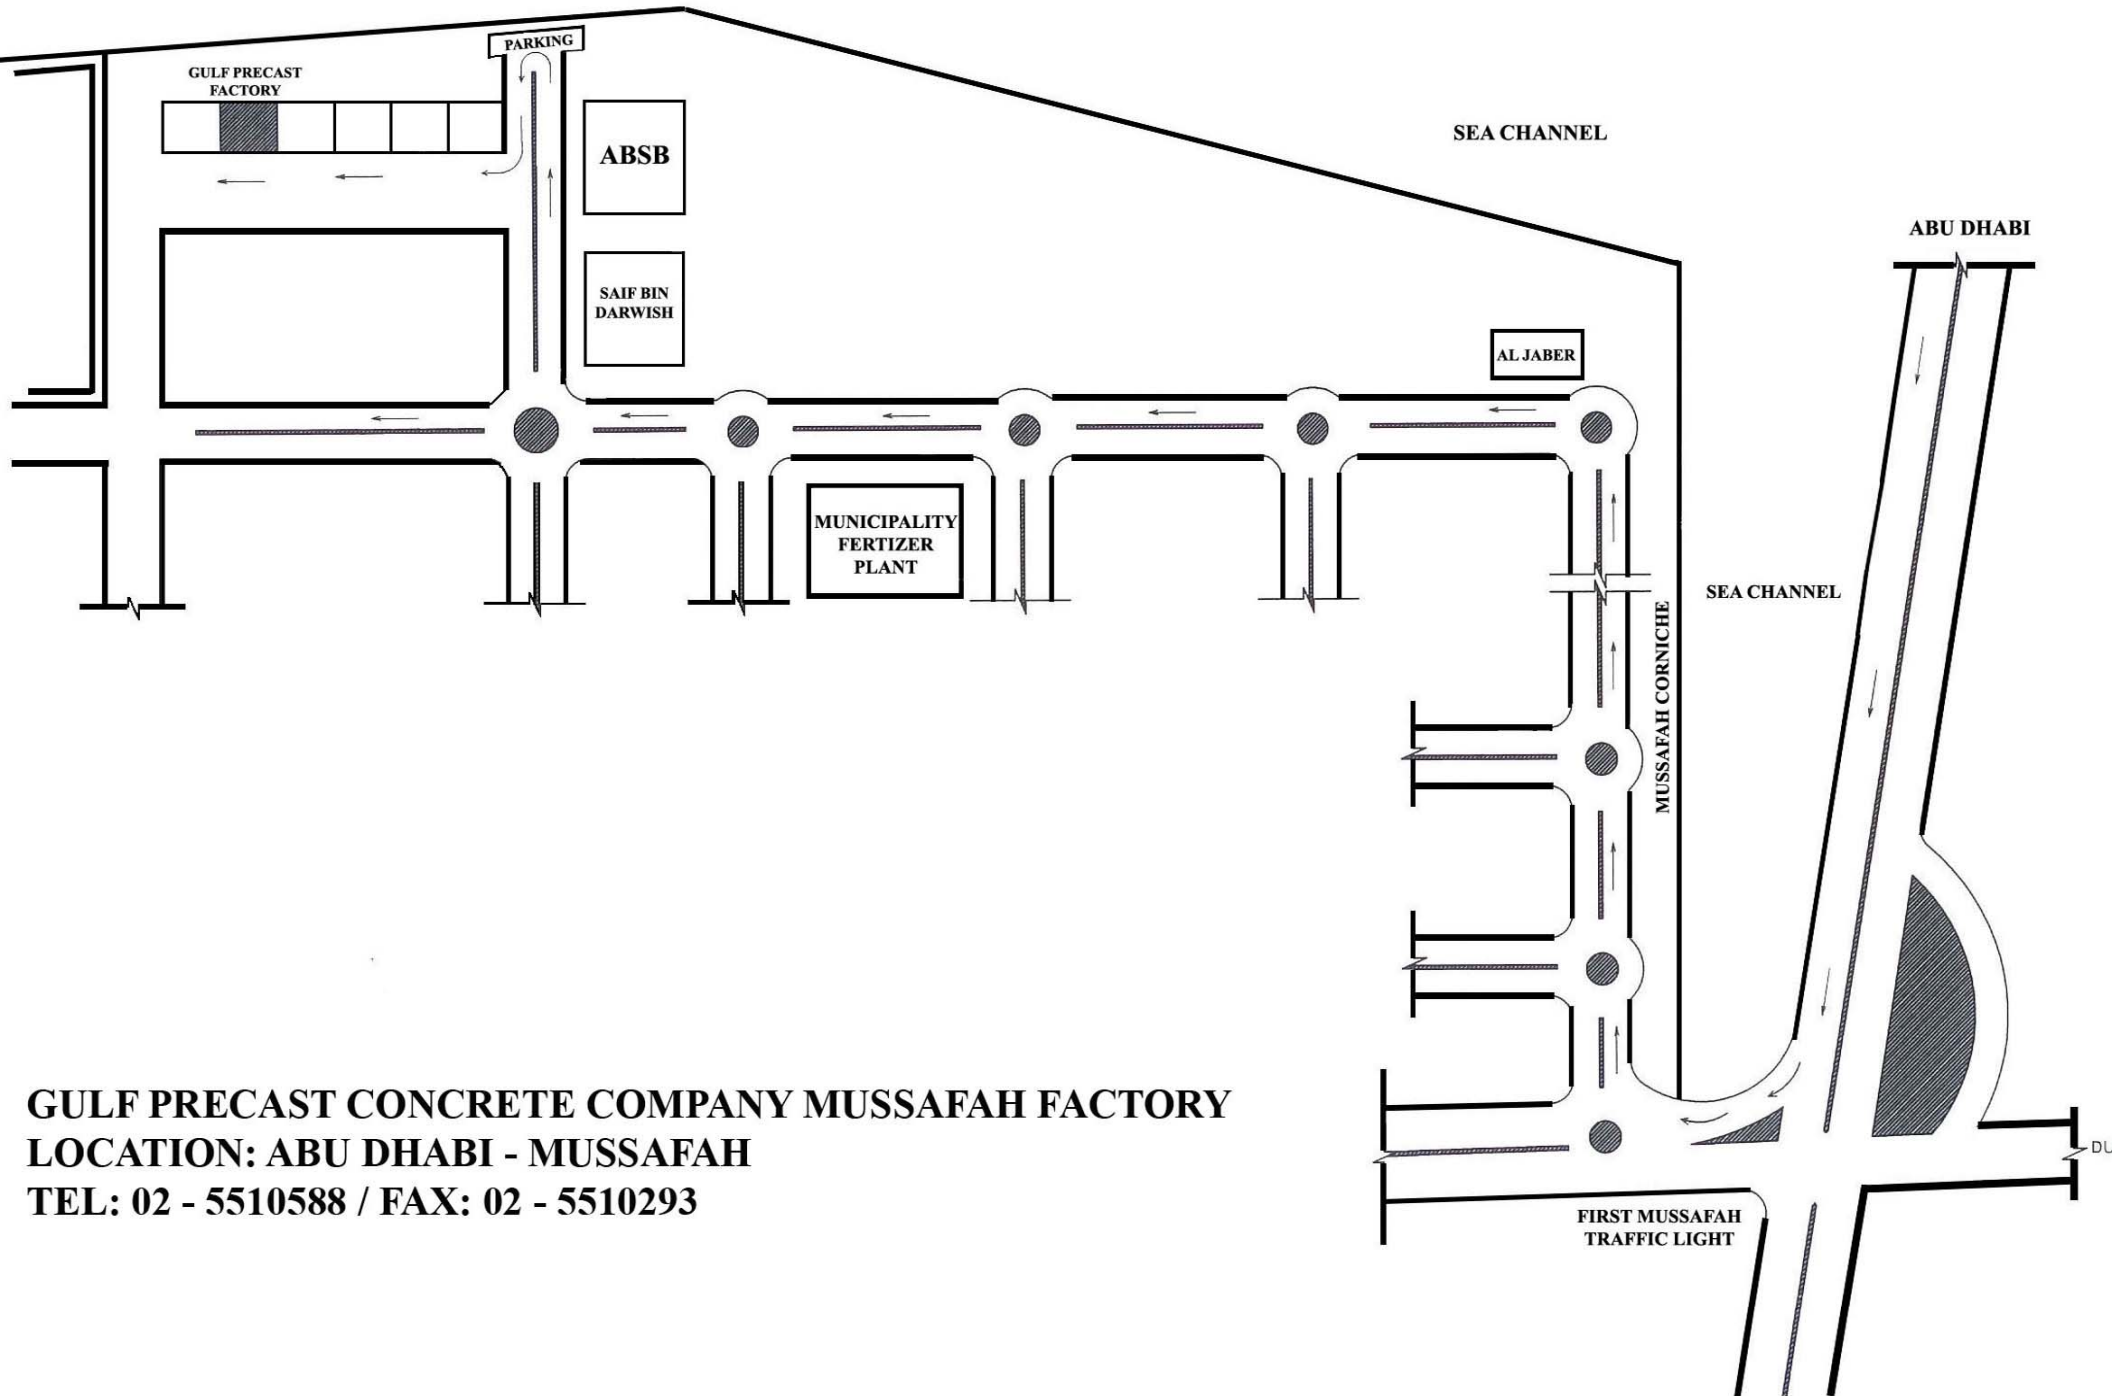 PARKING
GULF PRECAST
FACTORY
ABSB
SEA CHANNEL
ABU DHABI
SAIF BIN
DARWISH
AL JABER
MUNICIPALITY
FERTIZER
PLANT
SEA CHANNEL
MUSSAFAH CORNICHE
GULF PRECAST CONCRETE COMPANY MUSSAFAH FACTORY
LOCATION: ABU DHABI - MUSSAFAH
TEL: 02 - 5510588 / FAX: 02 - 5510293
DU
FIRST MUSSAFAH
TRAFFIC LIGHT